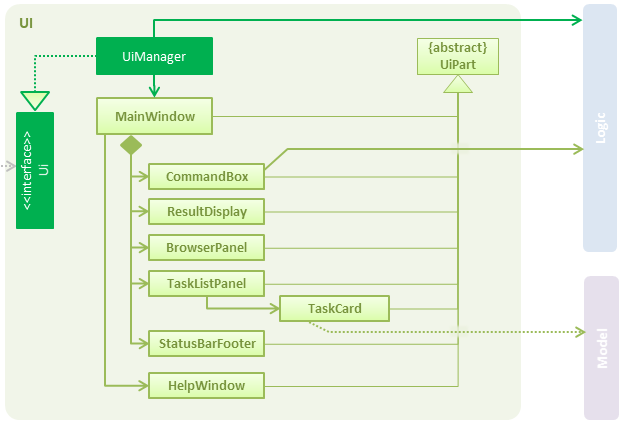 UI
UiManager
{abstract}
UiPart
MainWindow
<<interface>>
Ui
CommandBox
ResultDisplay
BrowserPanel
TaskListPanel
TaskCard
StatusBarFooter
HelpWindow
Logic
Model